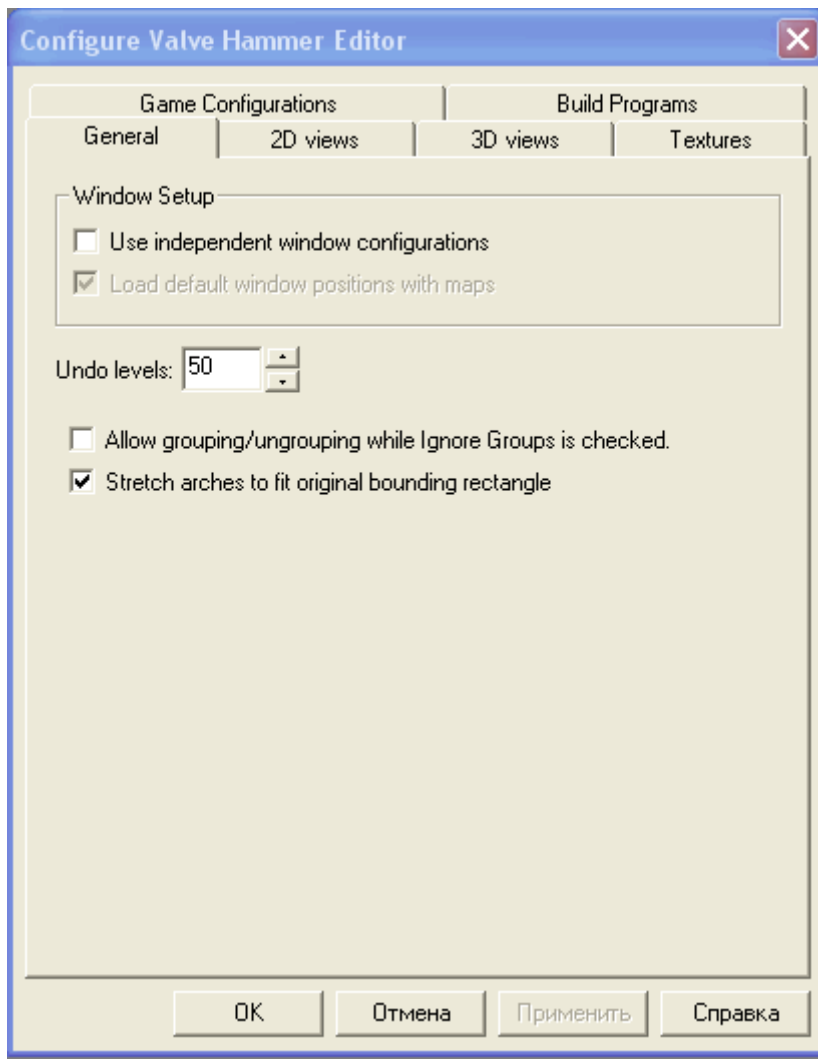 Configure Valve Hammer Editor
Game Configurations
Build Programs
General
2D views
3D views
Textures
Window Setup
Use independent window configurations
Load default window positions with maps
Undo levels: 50
Allow grouping/ungrouping while Ignore Groups is checked.
Stretch arches to fit original bounding rectangle
OK
Отмена
Применить
Справка